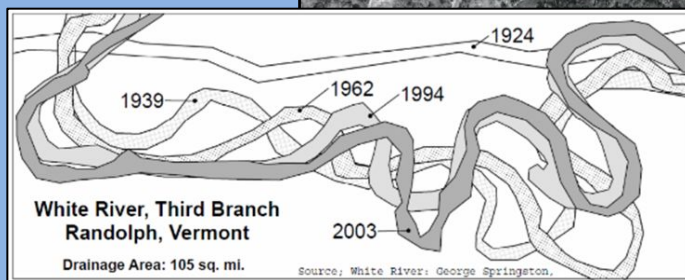 1924
1939
1962
1994
White River, Third Branch
Randolph, Vermont
2003
Drainage Area: 105 sq. mi.
Source; White River: George Springston,